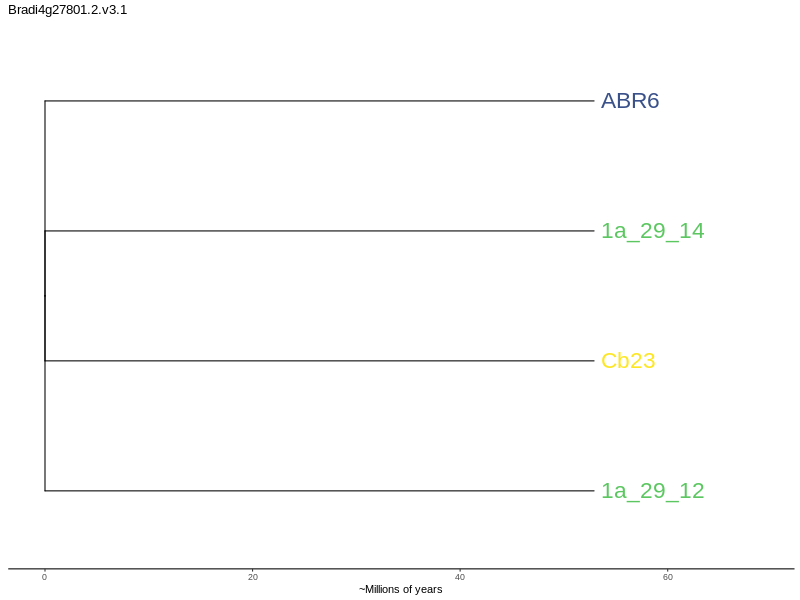 Bradi4g27801.2.v3.1
ABR6
1a_29_14
Cb23
1a_29_12
0 20 40 60
~Millions of years